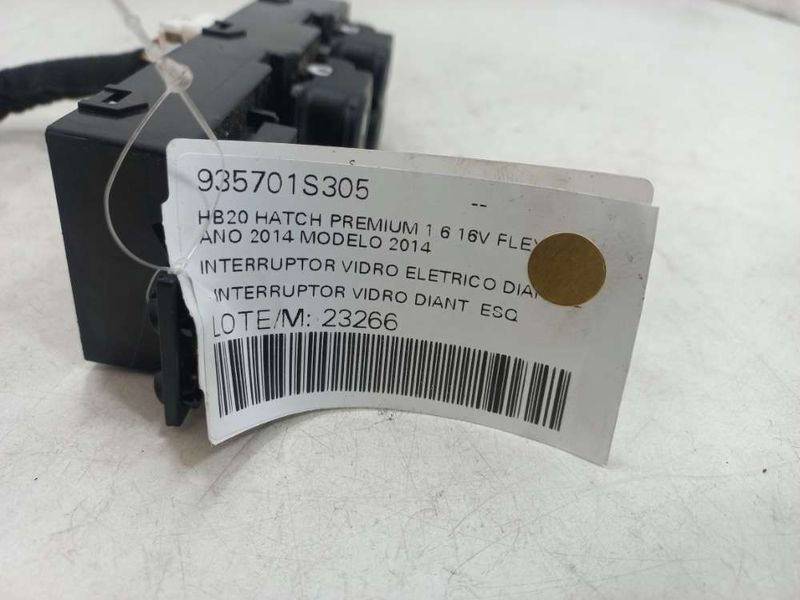 935701S305
--
HB20 HATCH PREMIUM 1 6 16V
ANO 2014 MODELO 2014
INTERRUPTOR VIDRO ELETRICO
-INTERRUPTOR VIDRO DIANT ESQ
LOTE/M: 23266